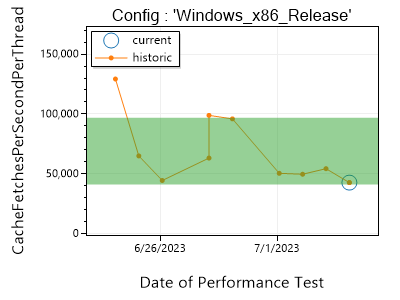 Config : 'Windows_x86_Release'
current
historic
CacheFetchesPerSecondPerThread
150,000
100,000
50,000
0
6/26/2023
7/1/2023
Date of Performance Test